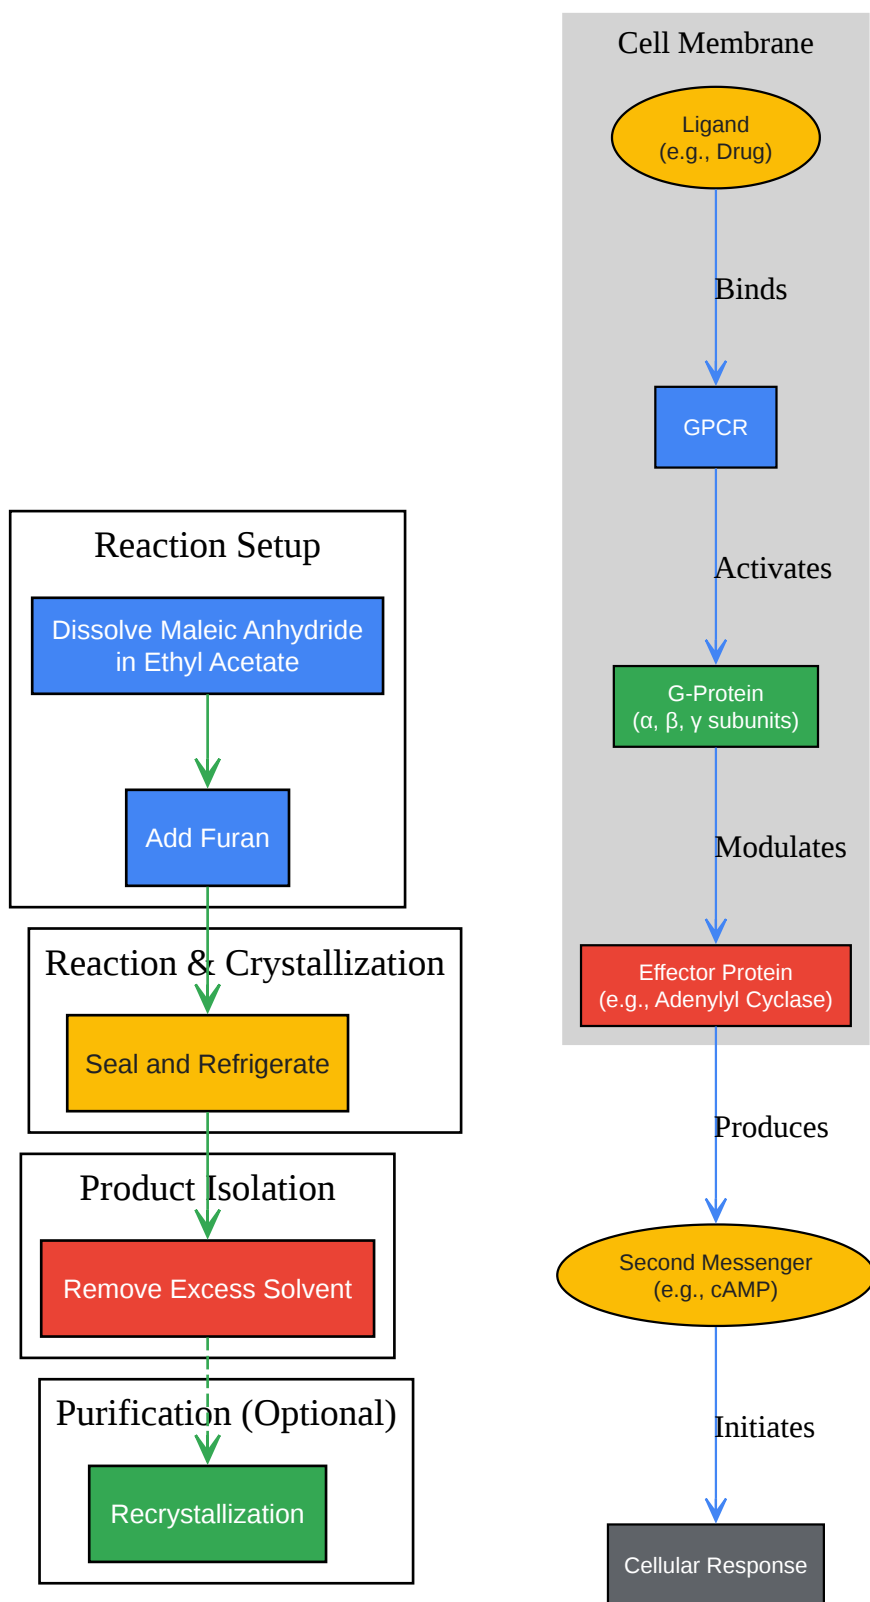 Reaction Setup
Dissolve Maleic Anhydride
in Ethyl Acetate
Add Furan
Reaction & Crystallization
Seal and Refrigerate
Product Isolation
Remove Excess Solvent
Purification (Optional)
Recrystallization
Cell Membrane
Ligand
(e.g., Drug)
Binds
GPCR
Activates
G-Protein
(α, β, γ subunits)
Modulates
Effector Protein
(e.g., Adenylyl Cyclase)
Produces
Second Messenger
(e.g., cAMP)
Initiates
Cellular Response